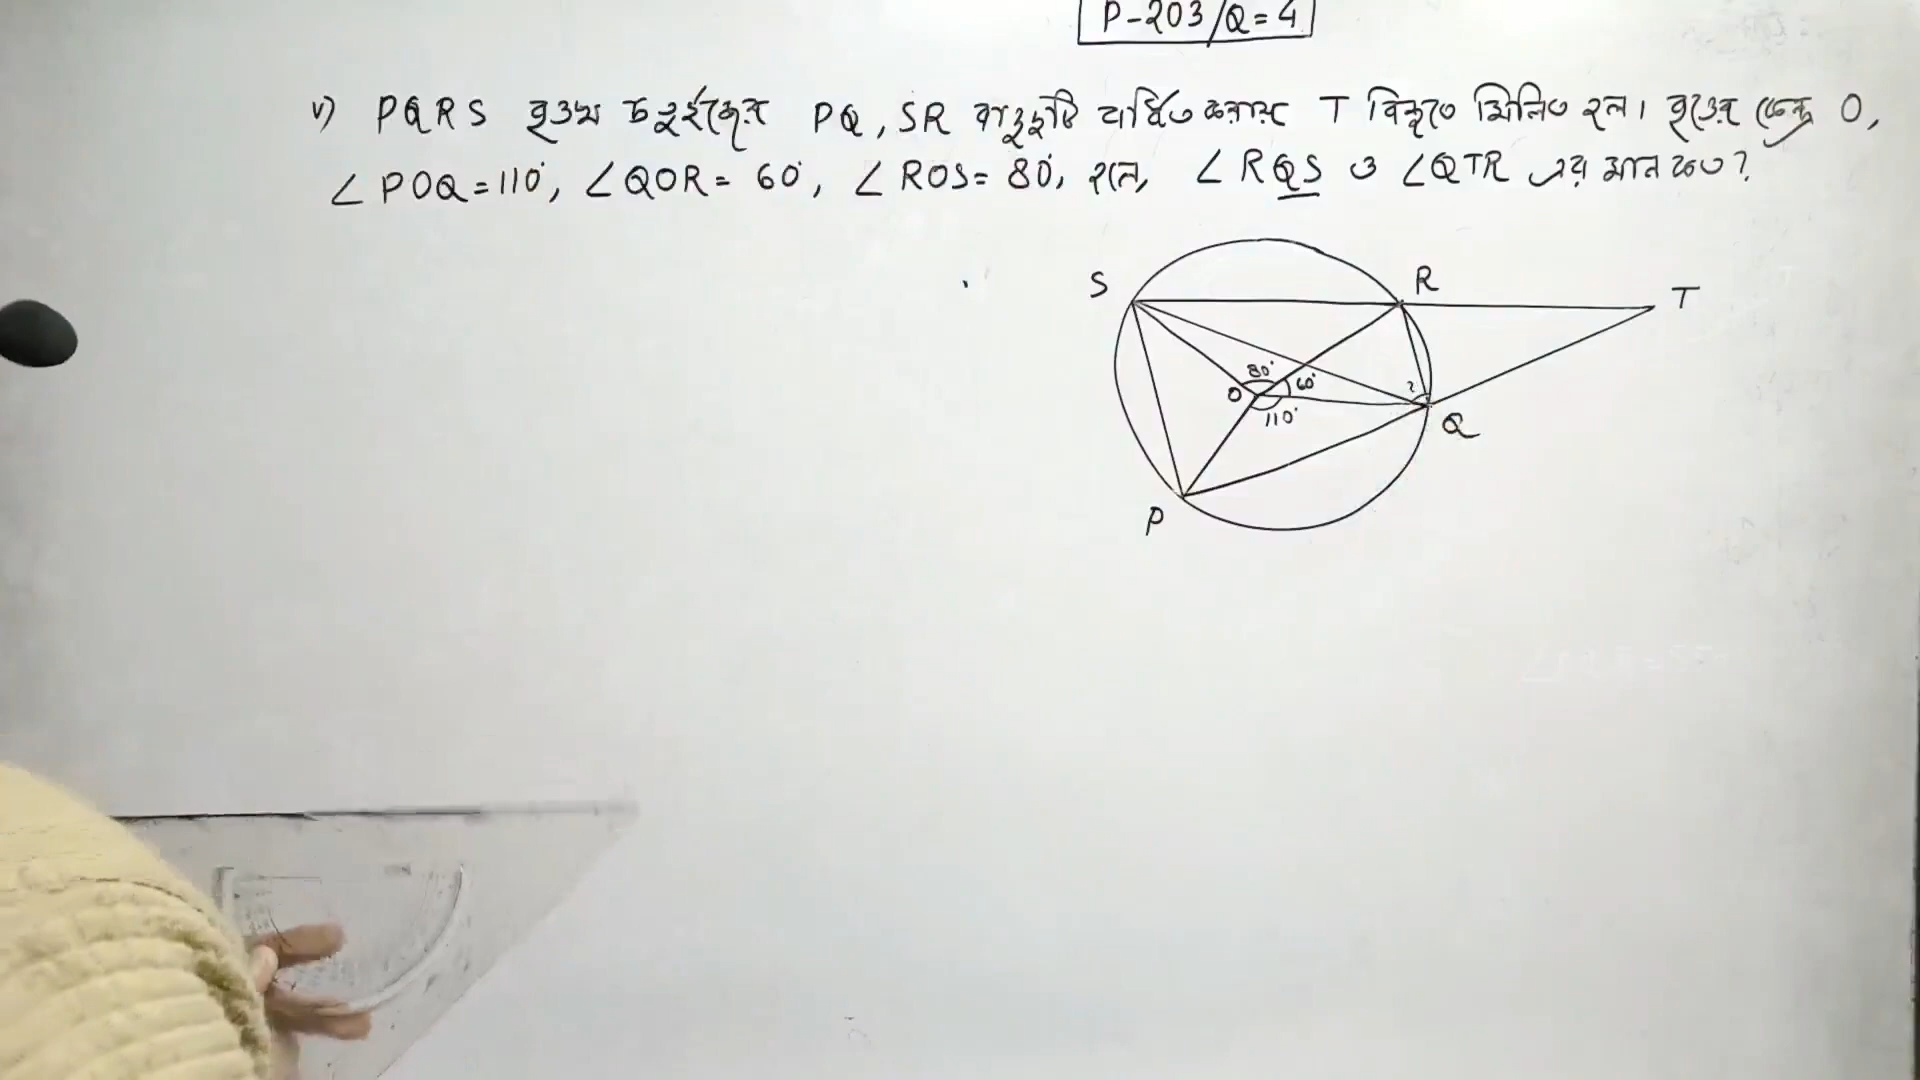 P-203/Q=4
v) PQRS বৃত্তস্থ চতুর্ভুজের PQ, SR বাহুদুটি বর্ধিত করায় T বিন্দুতে মিলিত হল। বৃত্তের কেন্দ্র O,
∠POQ=110°, ∠QOR= 60°, ∠ROS= 80°, হলে, ∠RQS ও ∠QTR এর মান কত?
S
R
T
80°
60°
?
O
110°
Q
P